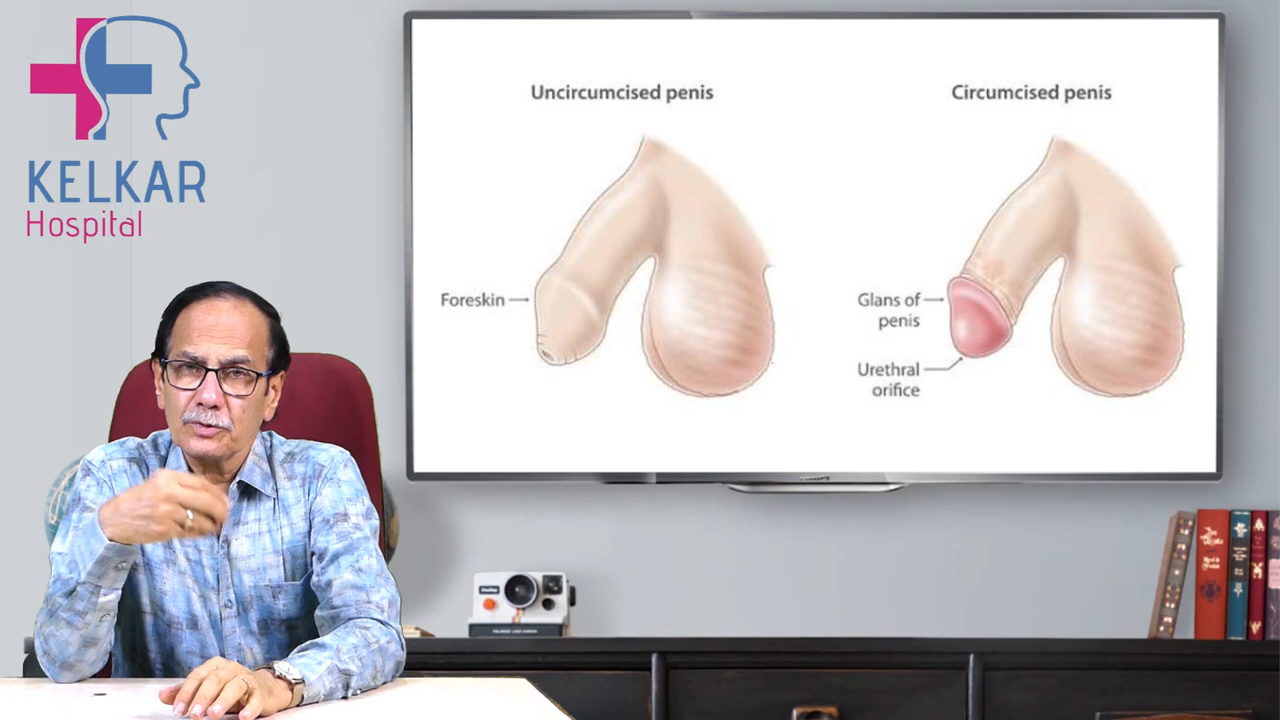 KELKAR
Hospital
Uncircumcised penis
Circumcised penis
Foreskin
Glans of
penis
Urethral
orifice